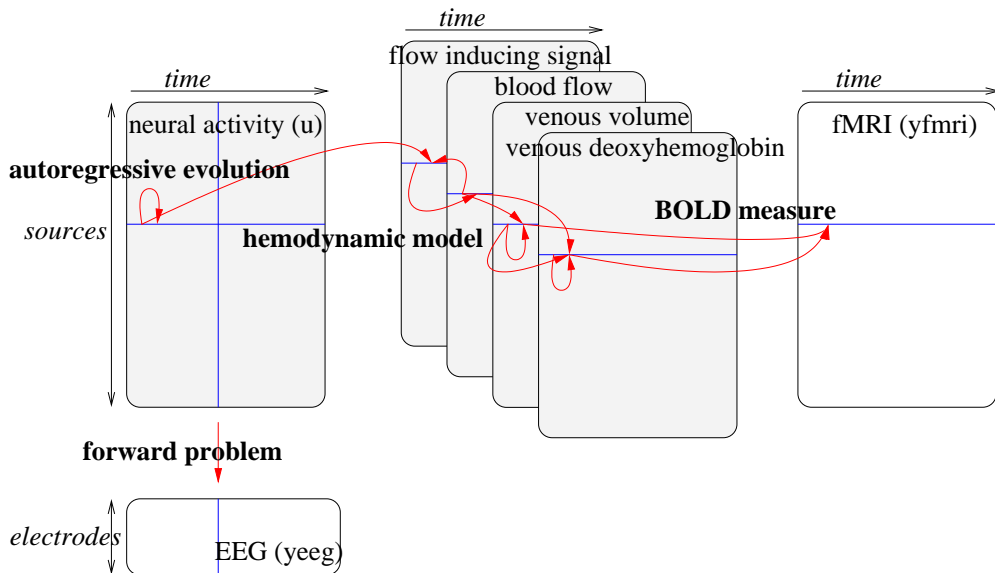 time
flow inducing signal
time
blood flow
time
venous volume
neural activity (u)
fMRI (yfmri)
venous deoxyhemoglobin
autoregressive evolution
sources
hemodynamic model
BOLD measure
forward problem
electrodes
EEG (yeeg)